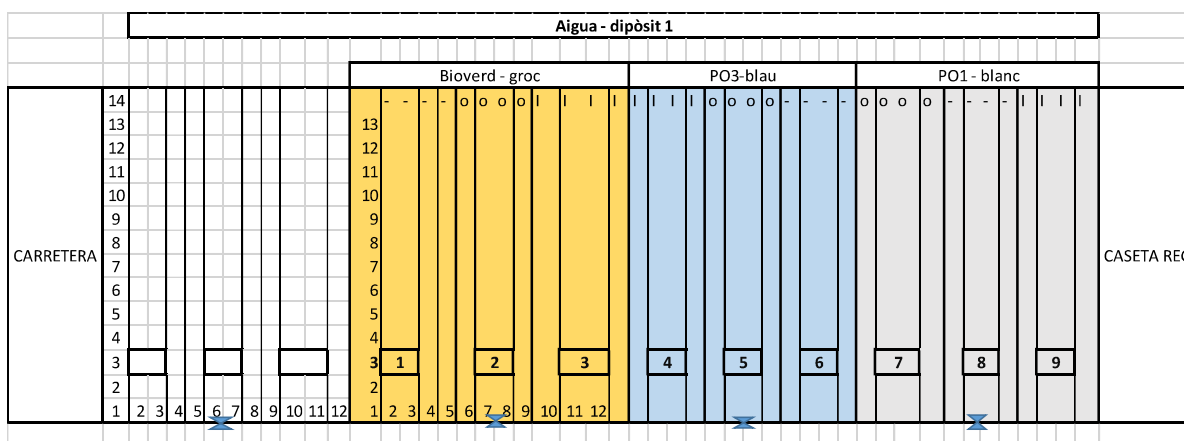 Aigua - dipòsit 1
Bioverd - groc PO3-blau PO1 - blanc
14 - - - - o o o o l l l l l l l l o o o o - - - - o o o o - - - - l l l l
13 13
12 12
11 11
10 10
9 9
8 8
CARRETERA CASETA REC
7 7
6 6
5 5
4 4
3 3 1 2 3 4 5 6 7 8 9
2 2
1 2 3 4 5 6 7 8 9 10 11 12 1 2 3 4 5 6 7 8 9 10 11 12